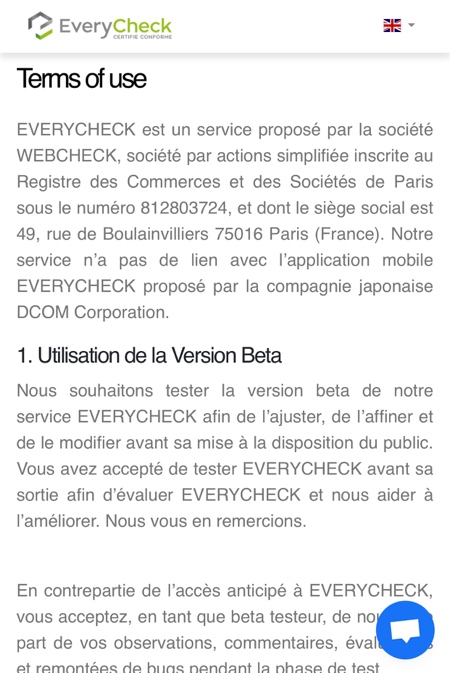 EveryCheck
CERTIFIE CONFORME
Terms of use
EVERYCHECK est un service proposé par la société
WEBCHECK, société par actions simplifiée inscrite au
Registre des Commerces et des Sociétés de Paris
sous le numéro 812803724, et dont le siège social est
49, rue de Boulainvilliers 75016 Paris (France). Notre
service n’a pas de lien avec l’application mobile
EVERYCHECK proposé par la compagnie japonaise
DCOM Corporation.
1. Utilisation de la Version Beta
Nous souhaitons tester la version beta de notre
service EVERYCHECK afin de l’ajuster, de l’affiner et
de le modifier avant sa mise à la disposition du public.
Vous avez accepté de tester EVERYCHECK avant sa
sortie afin d’évaluer EVERYCHECK et nous aider à
l’améliorer. Nous vous en remercions.
En contrepartie de l’accès anticipé à EVERYCHECK,
vous acceptez, en tant que beta testeur, de
part de vos observations, commentaires,
et remontées de bugs pendant la phase de test